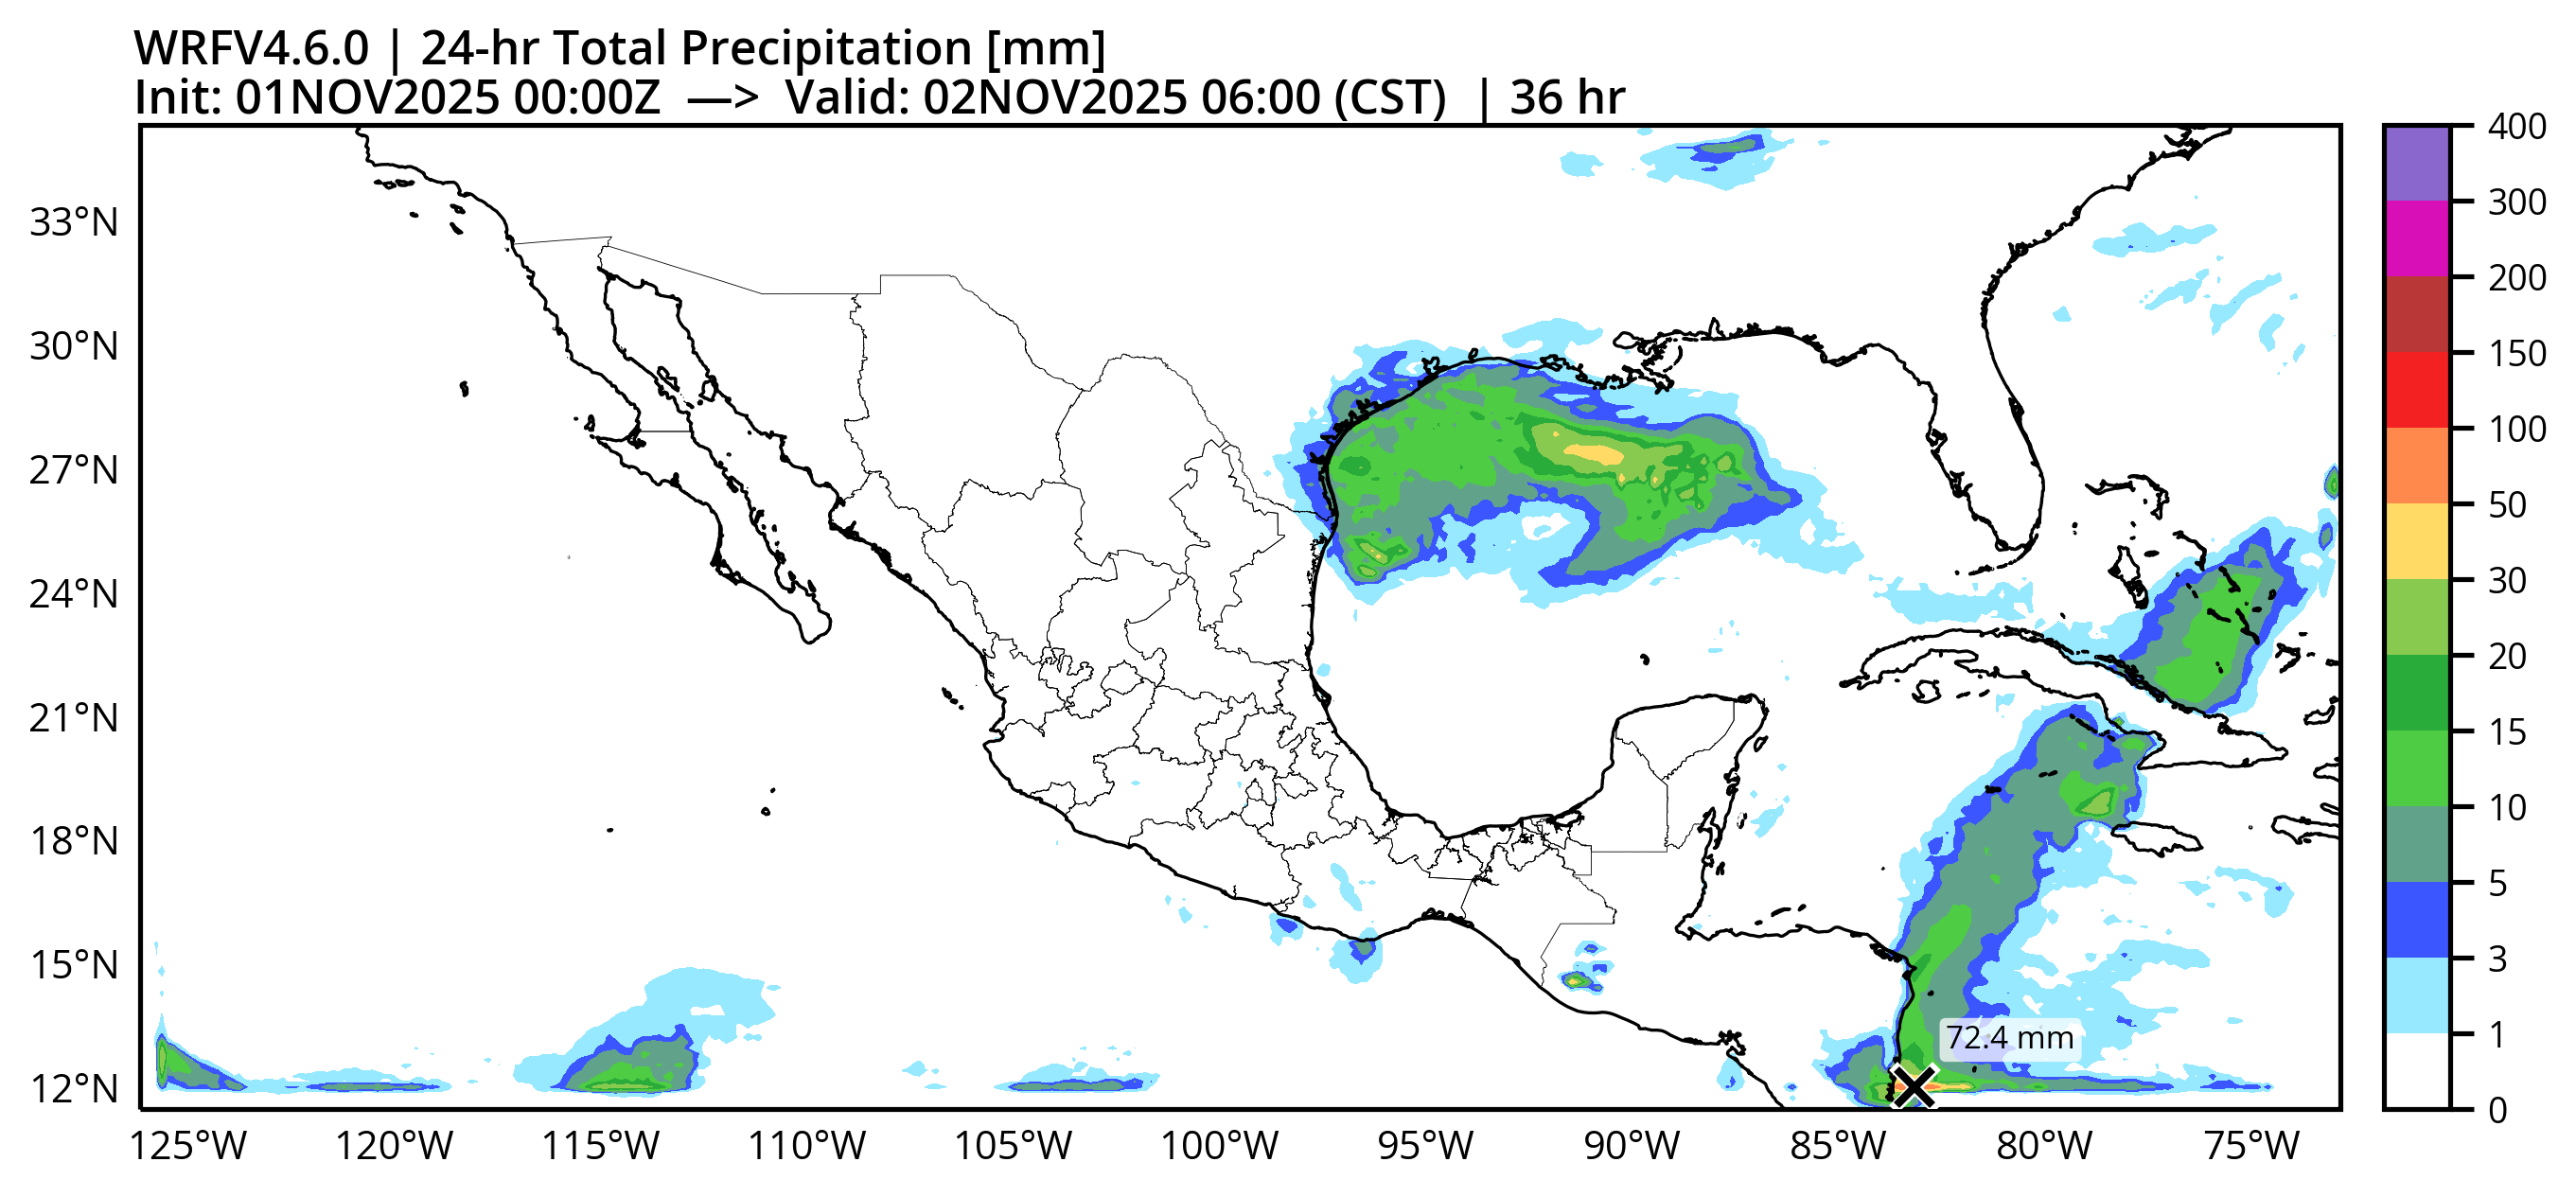 WRFV4.6.0 | 24-hr Total Precipitation [mm]
Init: 01NOV2025 00:00Z —> Valid: 02NOV2025 06:00 (CST) | 36 hr
33°N
30°N
27°N
24°N
21°N
18°N
15°N
12°N
72.4 mm
125°W 120°W 115°W 110°W 105°W 100°W 95°W 90°W 85°W 80°W 75°W
400
300
200
150
100
50
30
20
15
10
5
3
1
0